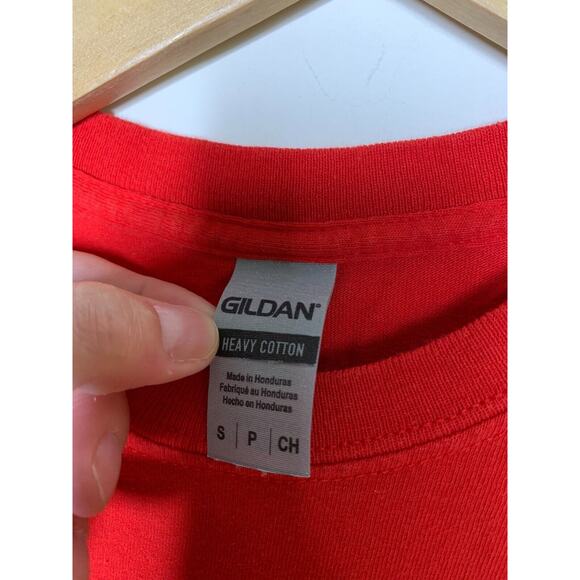 GILDAN
HEAVY COTTON
Made in Honduras
Fabriqué au Honduras
Hecho en Honduras
S | P | CH